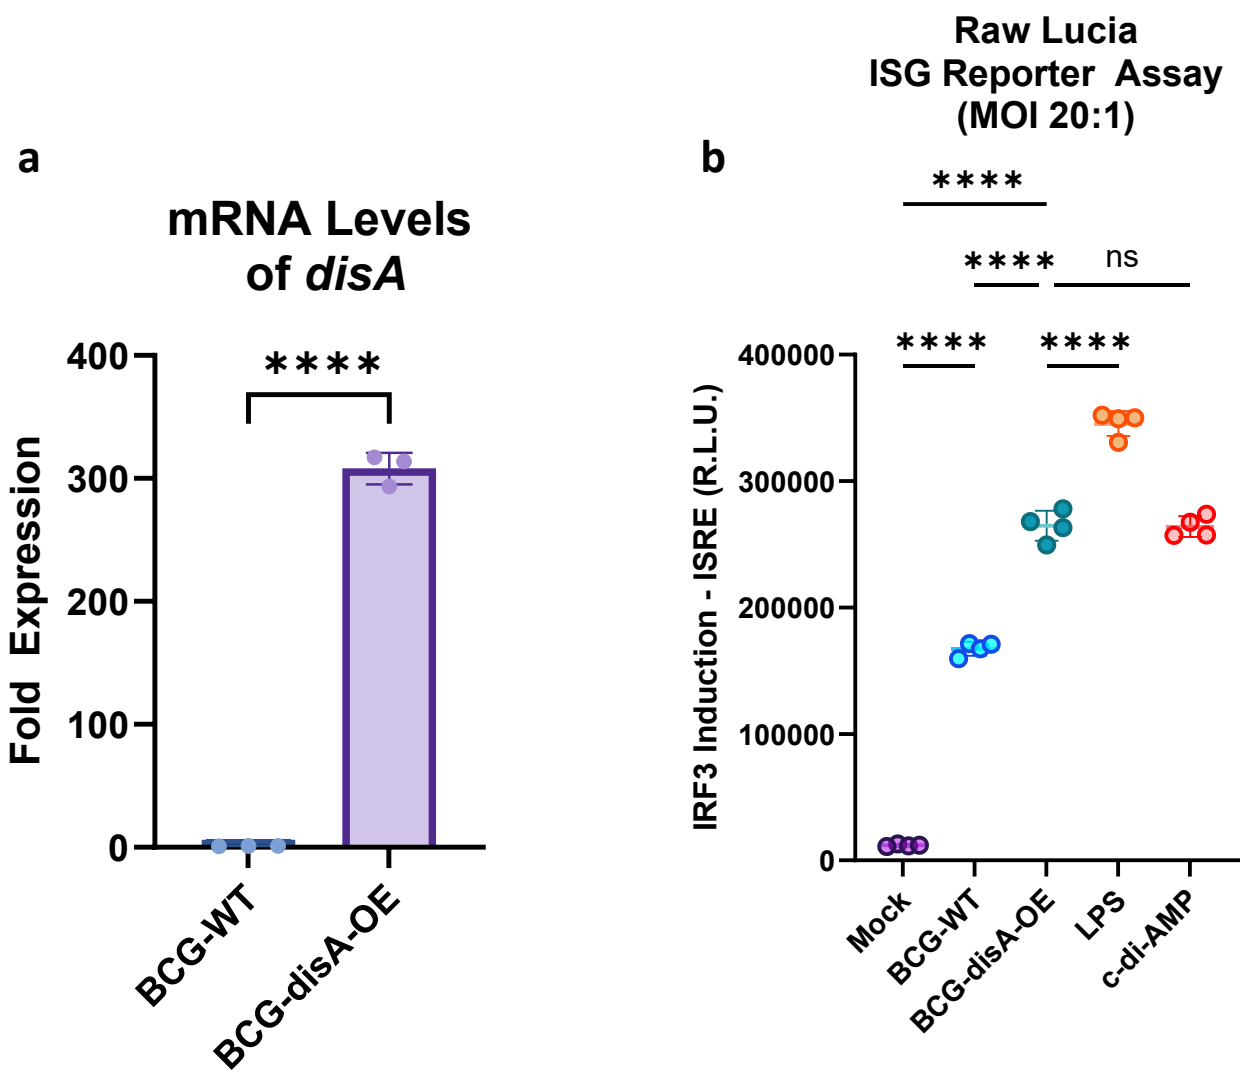 a
mRNA Levels
of disA
****
400
300
200
100
0
Fold Expression
BCG-WT
BCG-disA-OE
b
Raw Lucia
ISG Reporter Assay
(MOI 20:1)
****
**** ns
**** ****
400000
300000
200000
100000
0
IRF3 Induction - ISRE (R.L.U.)
Mock
BCG-WT
BCG-disA-OE
LPS
c-di-AMP